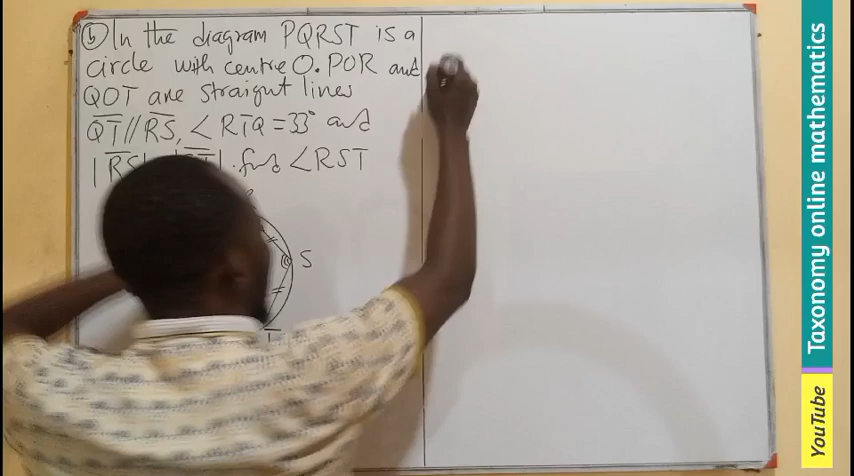 ⓑ In the diagram PQRST is a
circle with centre O. POR and
QOT are straight lines
QT // RS, ∠RTQ = 33° and
|RS| find ∠RST
S
Taxonomy online mathematics
YouTube